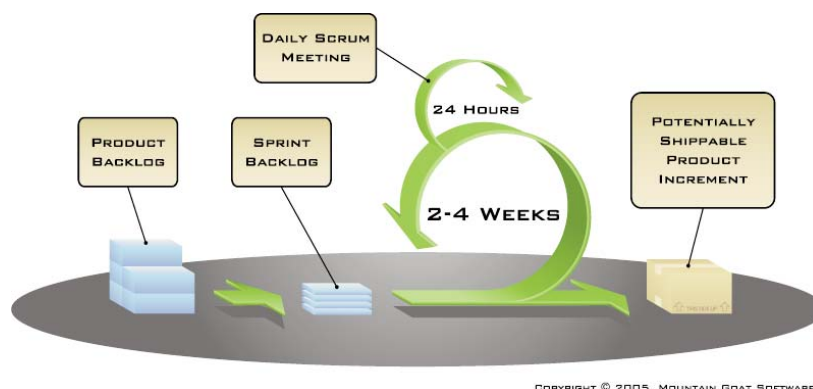 DAILY SCRUM
MEETING
24 HOURS
PRODUCT
BACKLOG
SPRINT
BACKLOG
POTENTIALLY
SHIPPABLE
PRODUCT
INCREMENT
2-4 WEEKS
COPYRIGHT © 2005, MOUNTAIN GOAT SOFTWARE